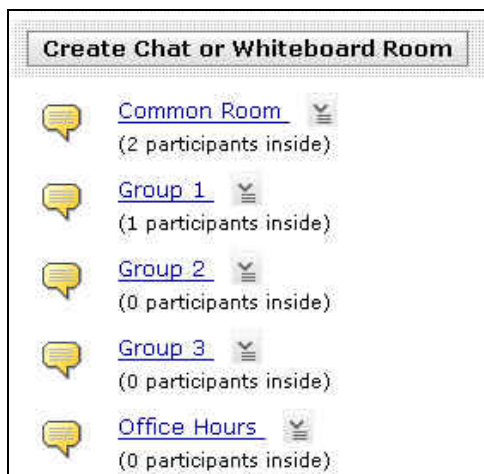 Create Chat or Whiteboard Room
Common Room
(2 participants inside)
Group 1
(1 participants inside)
Group 2
(0 participants inside)
Group 3
(0 participants inside)
Office Hours
(0 participants inside)